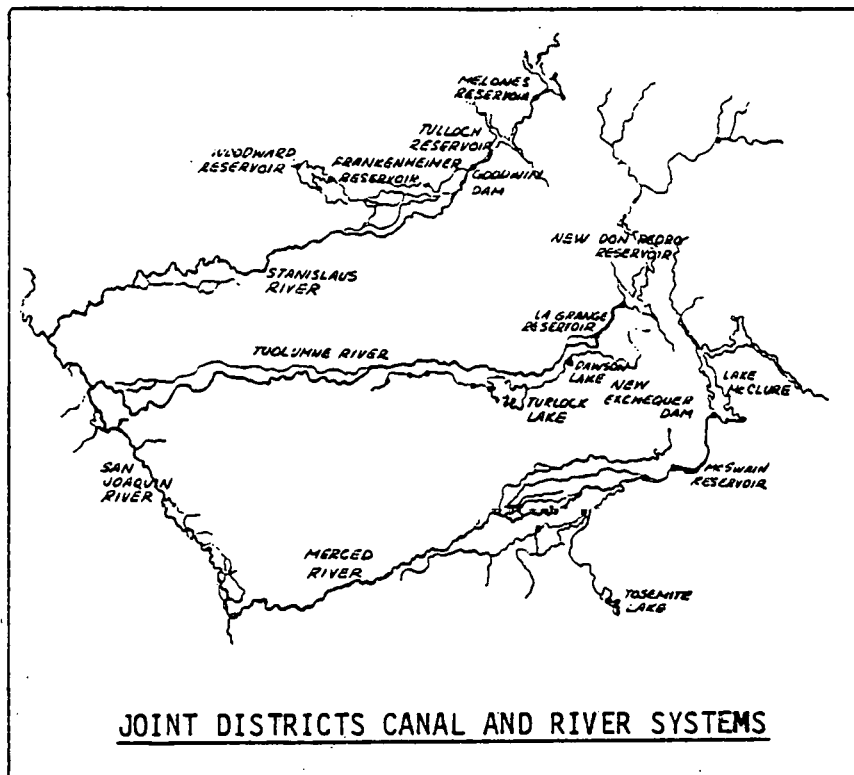 MELONES
RESERVOIR
TULLOCH
RESERVOIR
WOODWARD
RESERVOIR
FRANKENHEIMER
RESERVOIR
GOODWIN
DAM
NEW DON PEDRO
RESERVOIR
STANISLAUS
RIVER
LA GRANGE
RESERVOIR
TUOLUMNE RIVER
DAWSON
LAKE
LAKE
MCCLURE
NEW
EXCHEQUER
DAM
TURLOCK
LAKE
SAN
JOAQUIN
RIVER
MCSWAIN
RESERVOIR
MERCED
RIVER
YOSEMITE
LAKE
JOINT DISTRICTS CANAL AND RIVER SYSTEMS